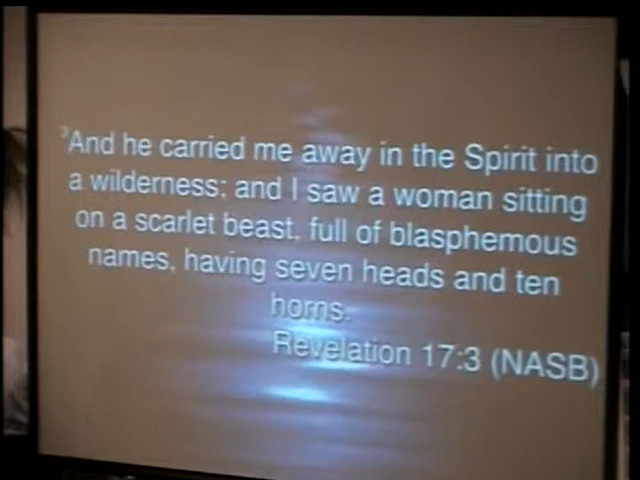 ³And he carried me away in the Spirit into
a wilderness; and I saw a woman sitting
on a scarlet beast, full of blasphemous
names, having seven heads and ten
horns.
Revelation 17:3 (NASB)